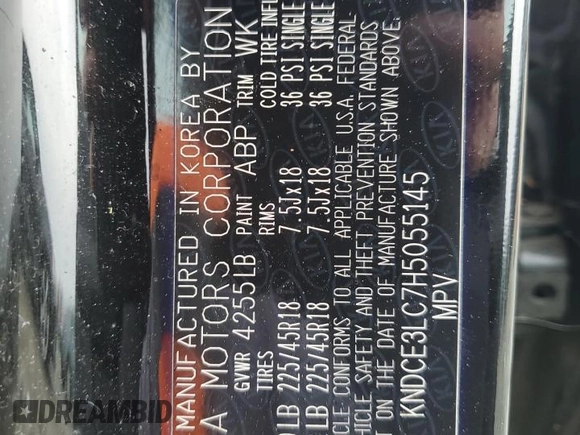 MANUFACTURED IN KOREA BY
A MOTORS CORPORATION
GVWR 4255LB PAINT ABP TRIM WK
TIRES RIMS COLD TIRE INFL
LB 225/45R18 7.5Jx18 36 PSI SINGLE
LB 225/45R18 7.5Jx18 36 PSI SINGLE
CLE CONFORMS TO ALL APPLICABLE U.S.A. FEDERAL
HICLE SAFETY AND THEFT PREVENTION STANDARDS
T ON THE DATE OF MANUFACTURE SHOWN ABOVE.
KNDCE3LC7H5055145
MPV
DREAMBID